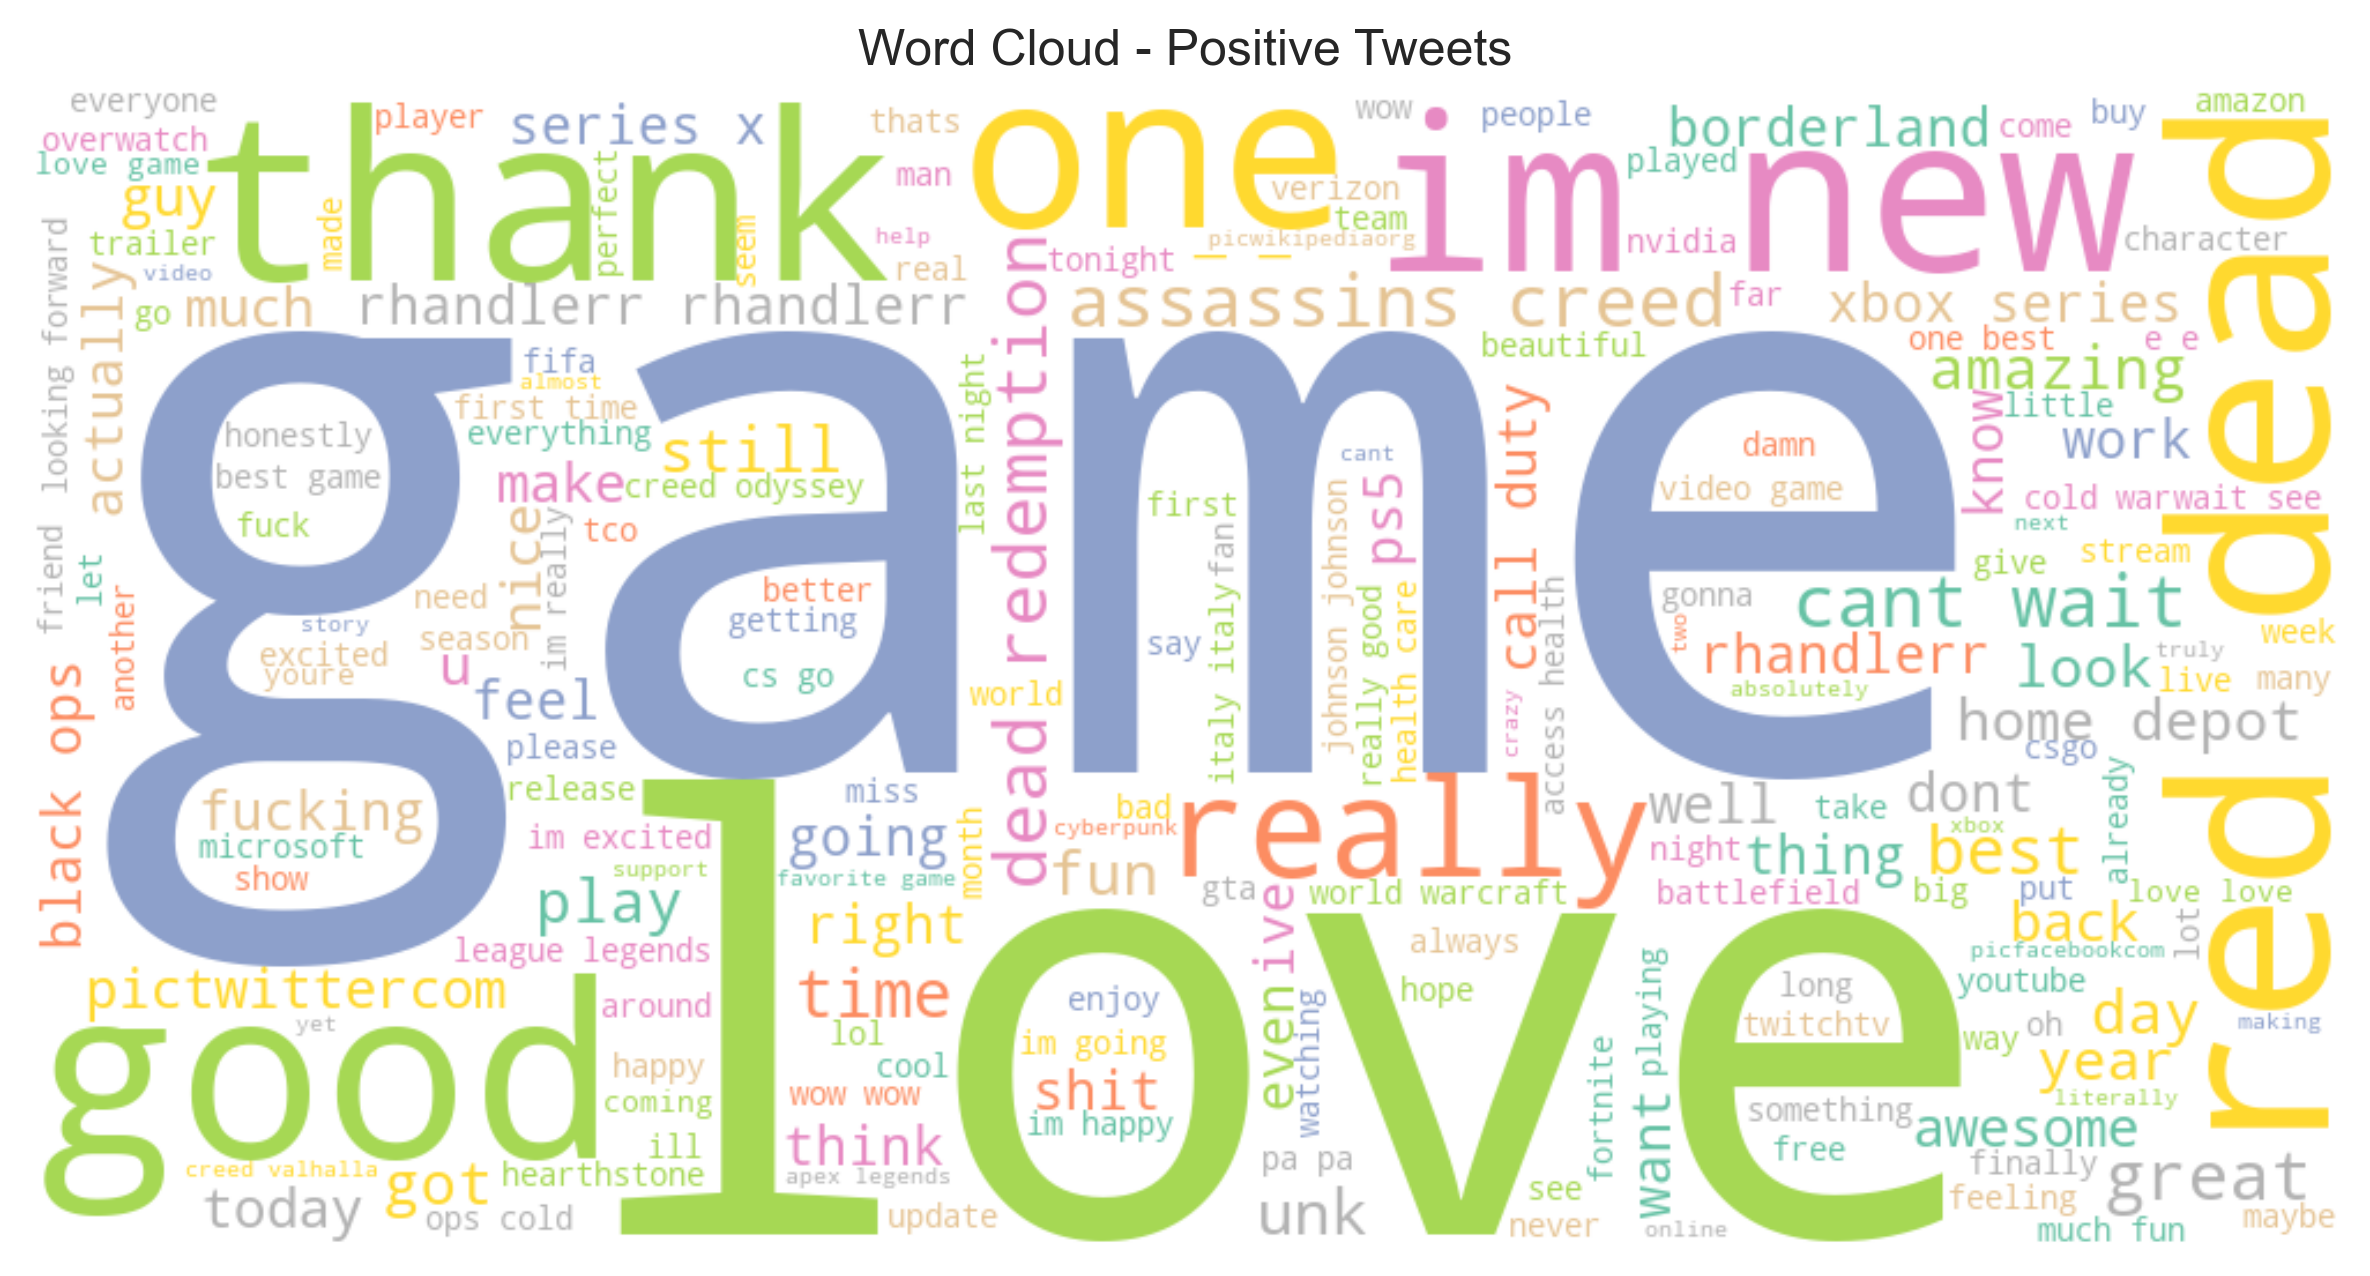 Word Cloud - Positive Tweets
everyone
player
series x
thats
one
wow
people
borderland
come
buy
amazon
overwatch
love game
thank
man
im
new
played
verizon
team
guy
perfect
made
seem
help
real
picwikipediaorg
nvidia
character
trailer
video
tonight
— —
go
much
rhandlerr rhandlerr
assassins creed
far
xbox series
red dead
friend looking forward
actually
game
fifa
almost
first time
everything
beautiful
one best
e e
amazing
little
honestly
best game
fuck
still
make
creed odyssey
last night
dead redemption
cant
first
ps5
call duty
damn
video game
know
work
cold warwait see
next
tco
nice
im really
let
another
need
season
better
getting
cs go
story
excited
youre
u
feel
please
world
say
italy italy
fan
johnson johnson
really good
health care
crazy
access health
gonna
two
give
stream
cant wait
rhandlerr
absolutely
week
look
truly
live
many
home depot
csgo
black ops
fucking
microsoft
show
release
im excited
support
play
miss
going
favorite game
month
bad
cyberpunk
fun
really
well
take
dont
xbox
night
thing
best
already
gta
world warcraft
battlefield
big
put
love love
league legends
right
even
live
always
back
lot
picfacebookcom
pictwittercom
yet
around
time
love
enjoy
hope
long
twitchtv
youtube
day
making
good
lol
im going
watching
want playing
way
oh
year
happy
cool
wow wow
shit
fortnite
literally
coming
im happy
something
free
awesome
ill
think
apex legends
pa pa
finally
great
creed valhalla
got
hearthstone
see
feeling
today
ops cold
update
unk
never
online
much fun
maybe